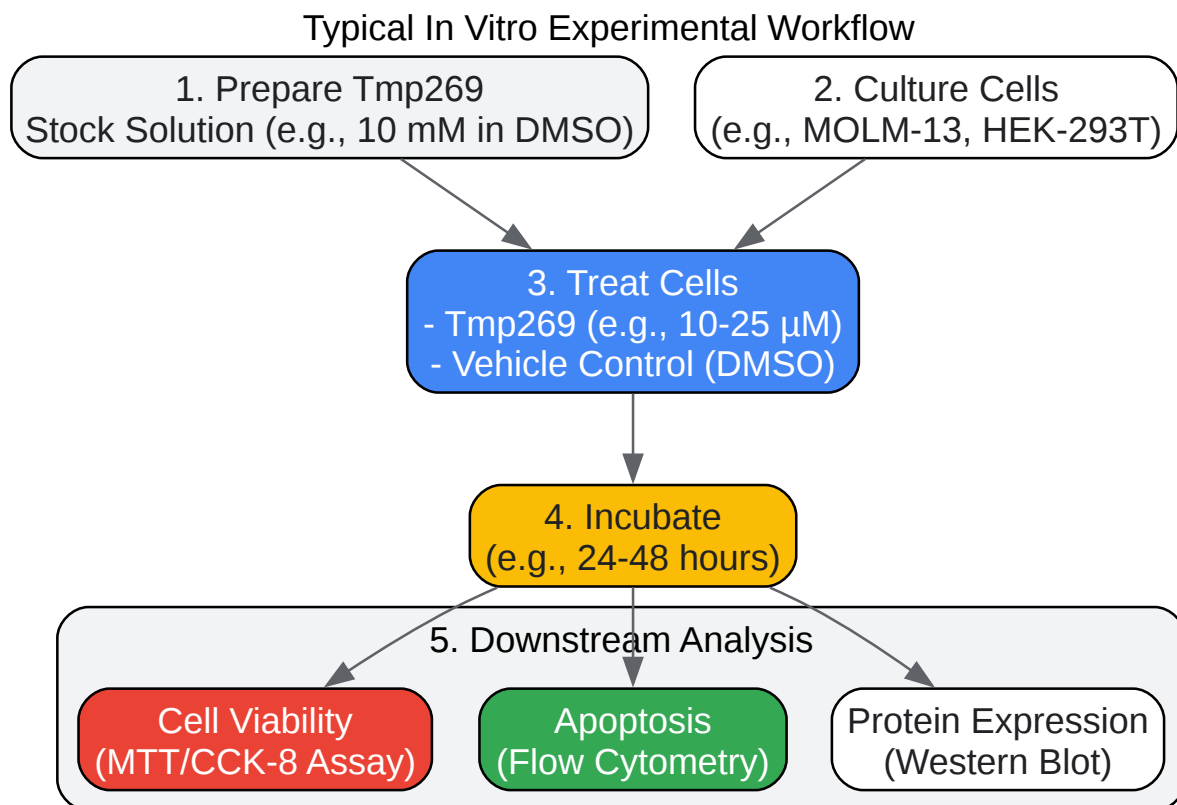 Typical In Vitro Experimental Workflow
1. Prepare Tmp269
Stock Solution (e.g., 10 mM in DMSO)
2. Culture Cells
(e.g., MOLM-13, HEK-293T)
3. Treat Cells
- Tmp269 (e.g., 10-25 µM)
- Vehicle Control (DMSO)
4. Incubate
(e.g., 24-48 hours)
5. Downstream Analysis
Cell Viability
(MTT/CCK-8 Assay)
Apoptosis
(Flow Cytometry)
Protein Expression
(Western Blot)